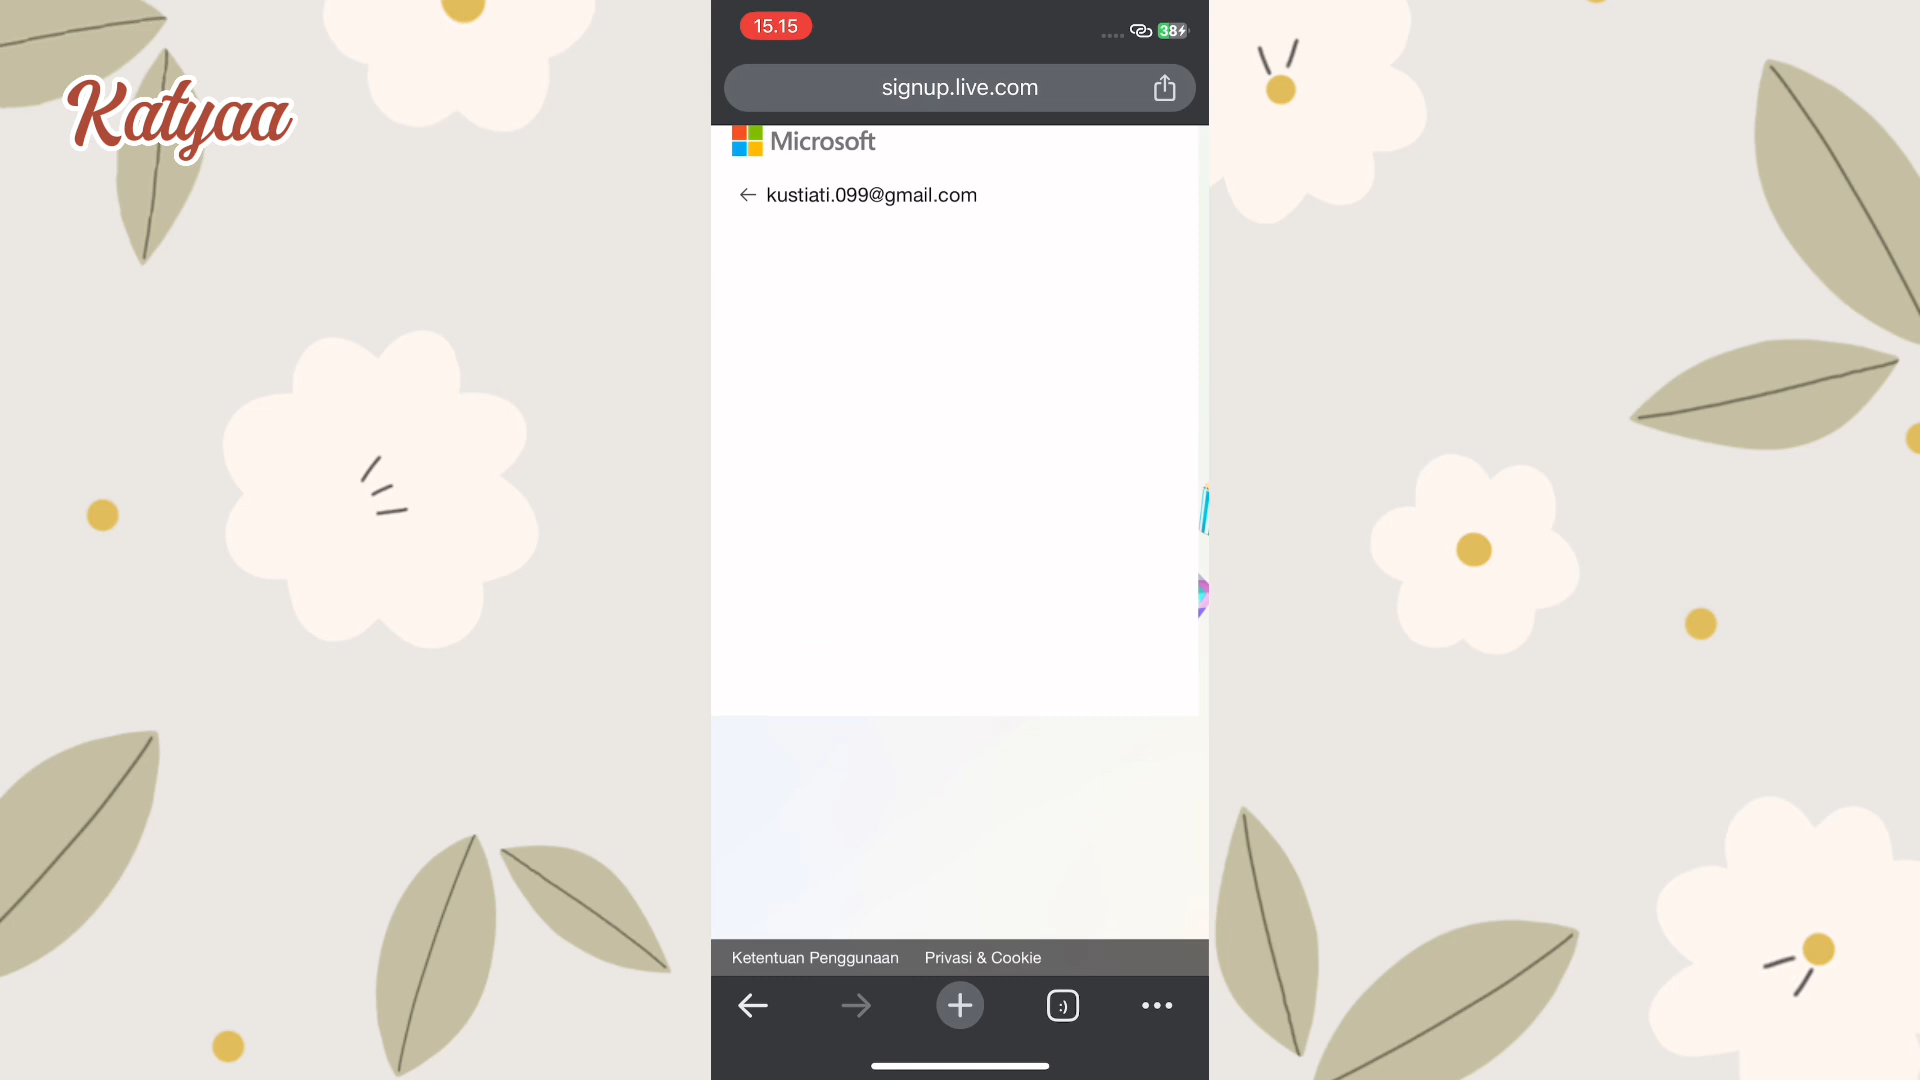 Katyaa
15.15
38
signup.live.com
Microsoft
kustiati.099@gmail.com
Ketentuan Penggunaan Privasi & Cookie
:)